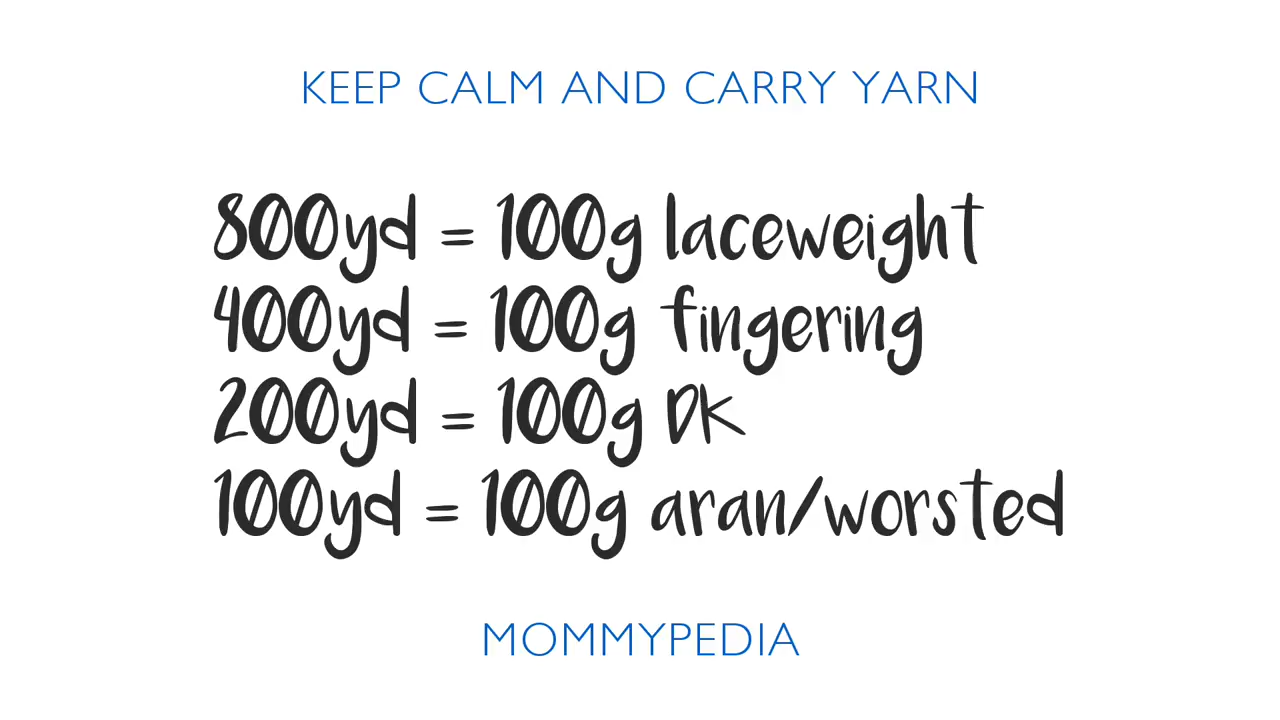 KEEP CALM AND CARRY YARN
800yd = 100g laceweight
400yd = 100g fingering
200yd = 100g DK
100yd = 100g aran/worsted
MOMMYPEDIA